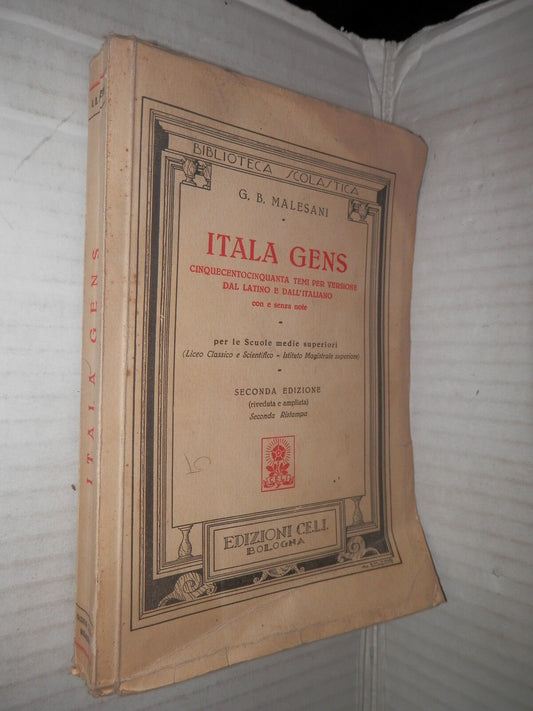 BIBLIOTECA SCOLASTICA
G. B. MALESANI
ITALA GENS
CINQUECENTOCINQUANTA TEMI PER VERSIONE
DAL LATINO E DALL'ITALIANO
con e senza note
per le Scuole medie superiori
(Liceo Classico e Scientifico - Istituto Magistrale superiore)
SECONDA EDIZIONE
(riveduta e ampliata)
Seconda Ristampa
C.E.L.I.
EDIZIONI CE.L.I.
BOLOGNA
ITALA GENS